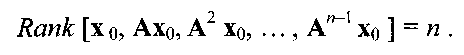 Rank [x₀, Ax₀, A² x₀, … , Aⁿ⁻¹ x₀ ] = n .